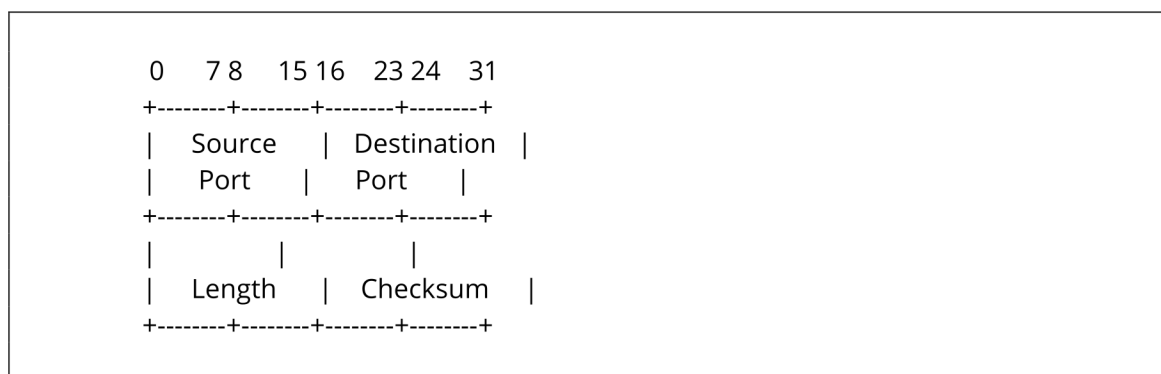 0 7 8 15 16 23 24 31
+--------+--------+--------+--------+
| Source | Destination |
| Port | Port |
+--------+--------+--------+--------+
| | |
| Length | Checksum |
+--------+--------+--------+--------+